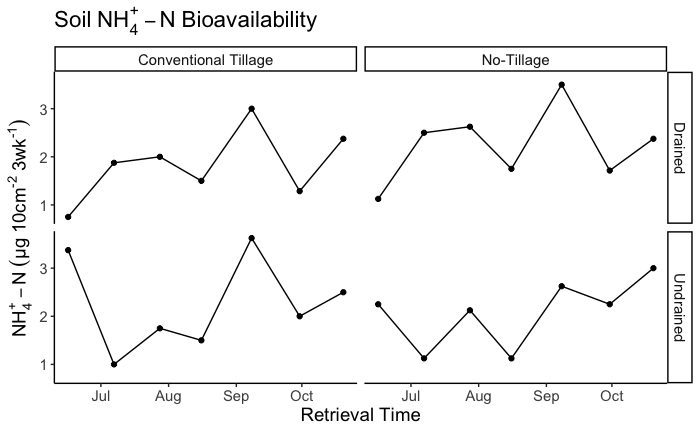 Soil NH₄⁺ – N Bioavailability
Conventional Tillage
No-Tillage
NH₄⁺ – N (µg 10cm⁻² 3wk⁻¹)
3
2
1
Drained
3
2
1
Undrained
Jul Aug Sep Oct
Jul Aug Sep Oct
Retrieval Time